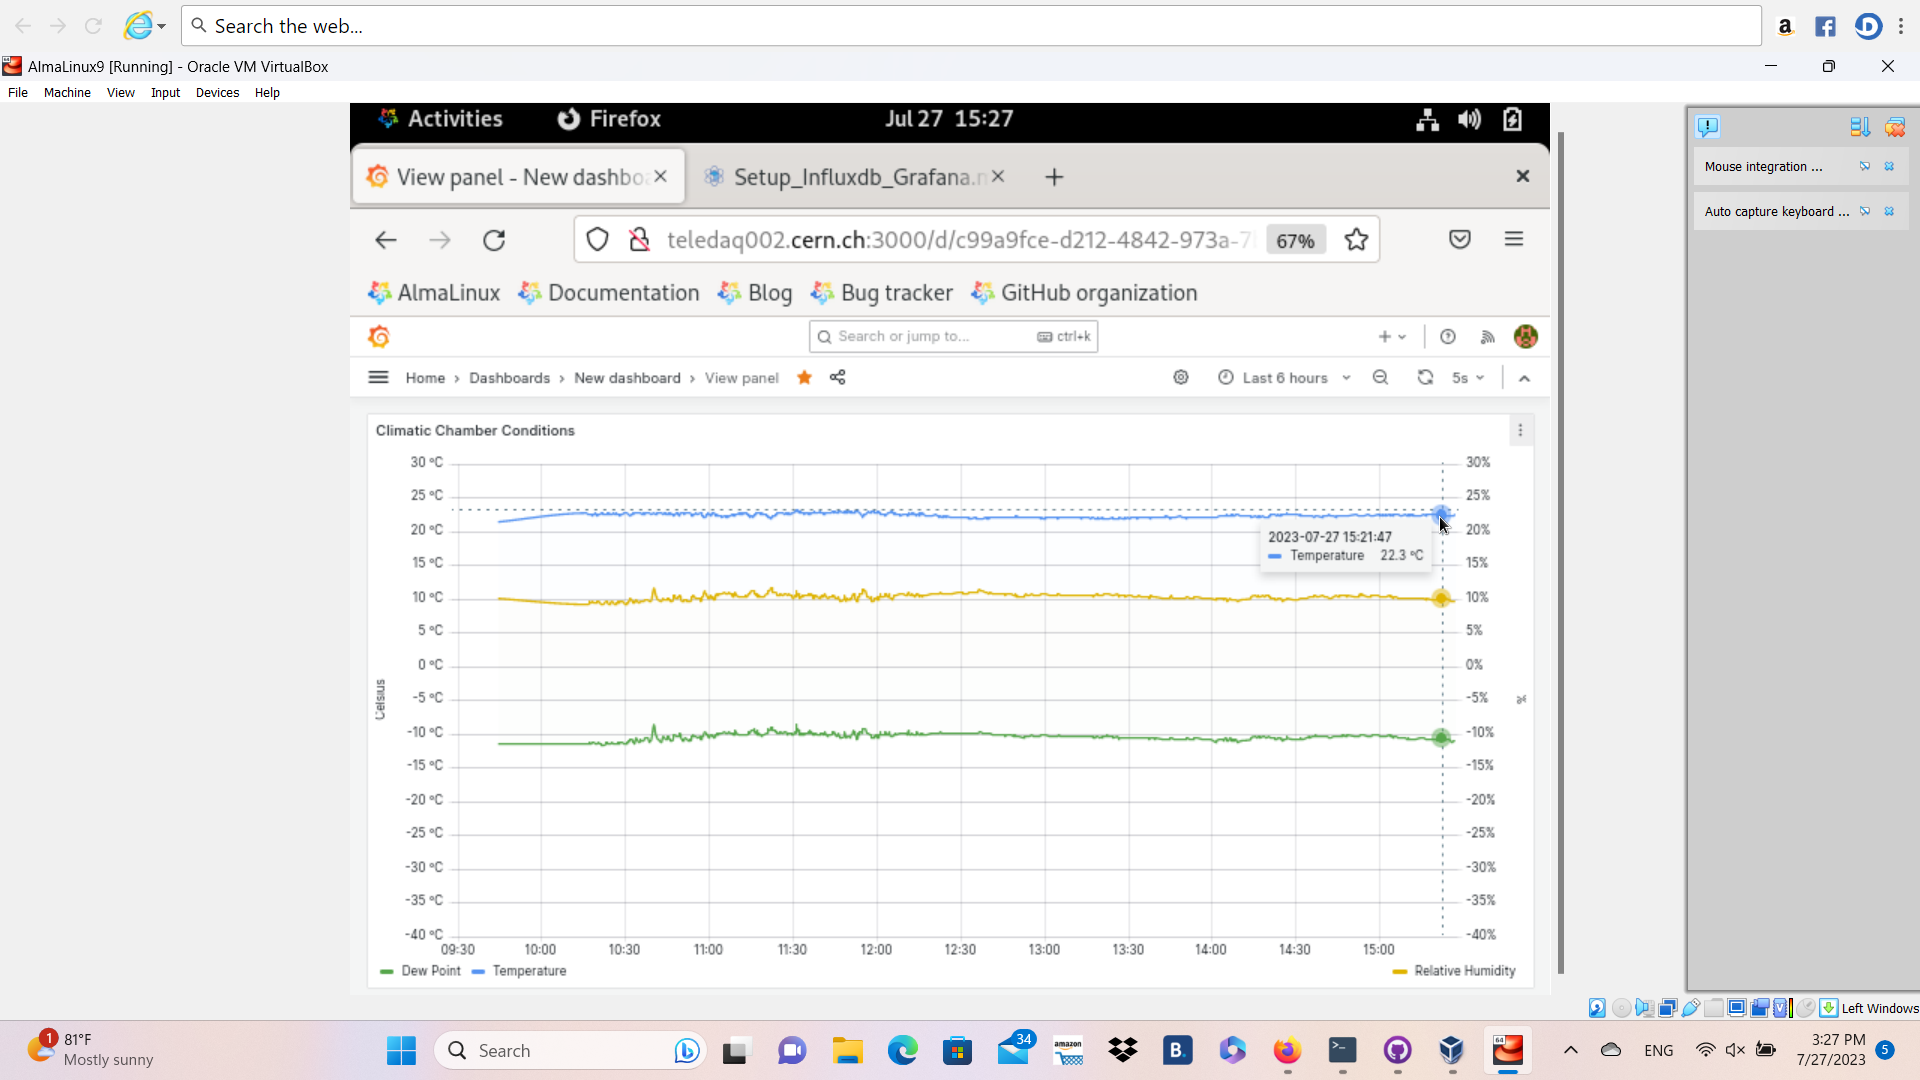 Search the web...
AlmaLinux9 [Running] - Oracle VM VirtualBox
File Machine View Input Devices Help
Activities Firefox Jul 27 15:27
View panel - New dashbo
Setup_Influxdb_Grafana.
teledaq002.cern.ch:3000/d/c99a9fce-d212-4842-973a-7 67%
AlmaLinux Documentation Blog Bug tracker GitHub organization
Search or jump to... ctrl+k
Home › Dashboards › New dashboard › View panel Last 6 hours 5s
Climatic Chamber Conditions
30 °C 30%
25 °C 25%
20 °C 20%
15 °C 15%
10 °C 10%
5 °C 5%
0 °C 0%
-5 °C -5%
-10 °C -10%
-15 °C -15%
-20 °C -20%
-25 °C -25%
-30 °C -30%
-35 °C -35%
-40 °C -40%
Celsius
%
2023-07-27 15:21:47
Temperature 22.3 °C
09:30 10:00 10:30 11:00 11:30 12:00 12:30 13:00 13:30 14:00 14:30 15:00
Dew Point Temperature Relative Humidity
Mouse integration ...
Auto capture keyboard ...
Left Windows
1 81°F
Mostly sunny
Search
34
amazon
B.
64
ENG
3:27 PM
7/27/2023
5